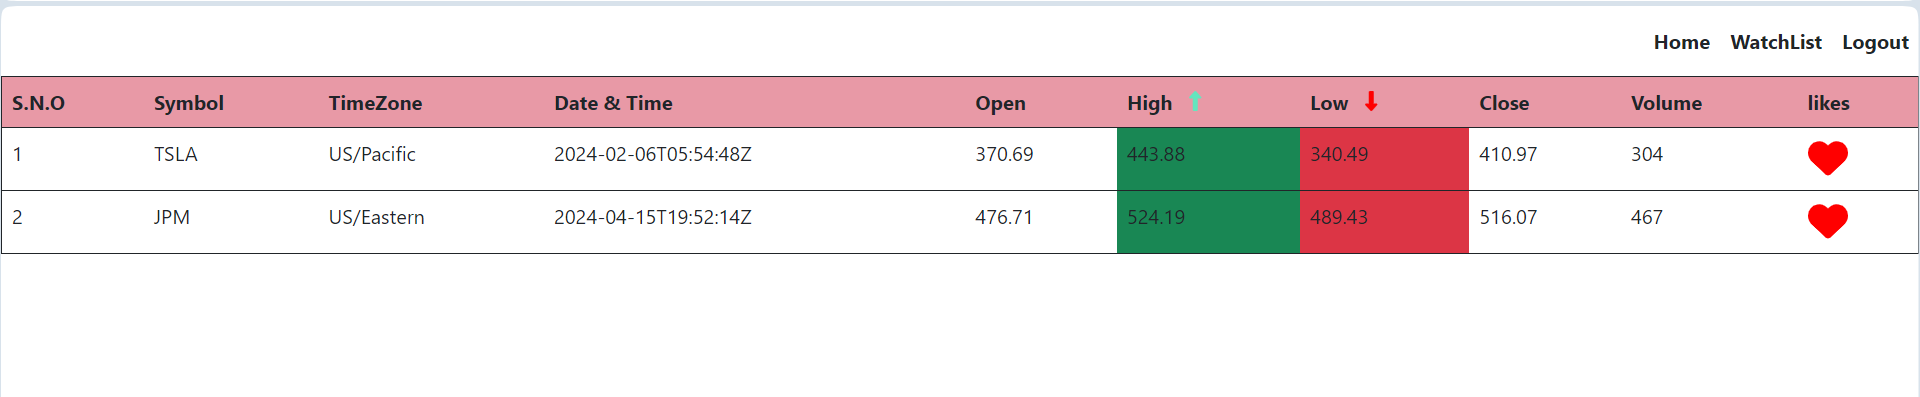 Home WatchList Logout
S.N.O Symbol TimeZone Date & Time Open High Low Close Volume likes
1 TSLA US/Pacific 2024-02-06T05:54:48Z 370.69 443.88 340.49 410.97 304
2 JPM US/Eastern 2024-04-15T19:52:14Z 476.71 524.19 489.43 516.07 467